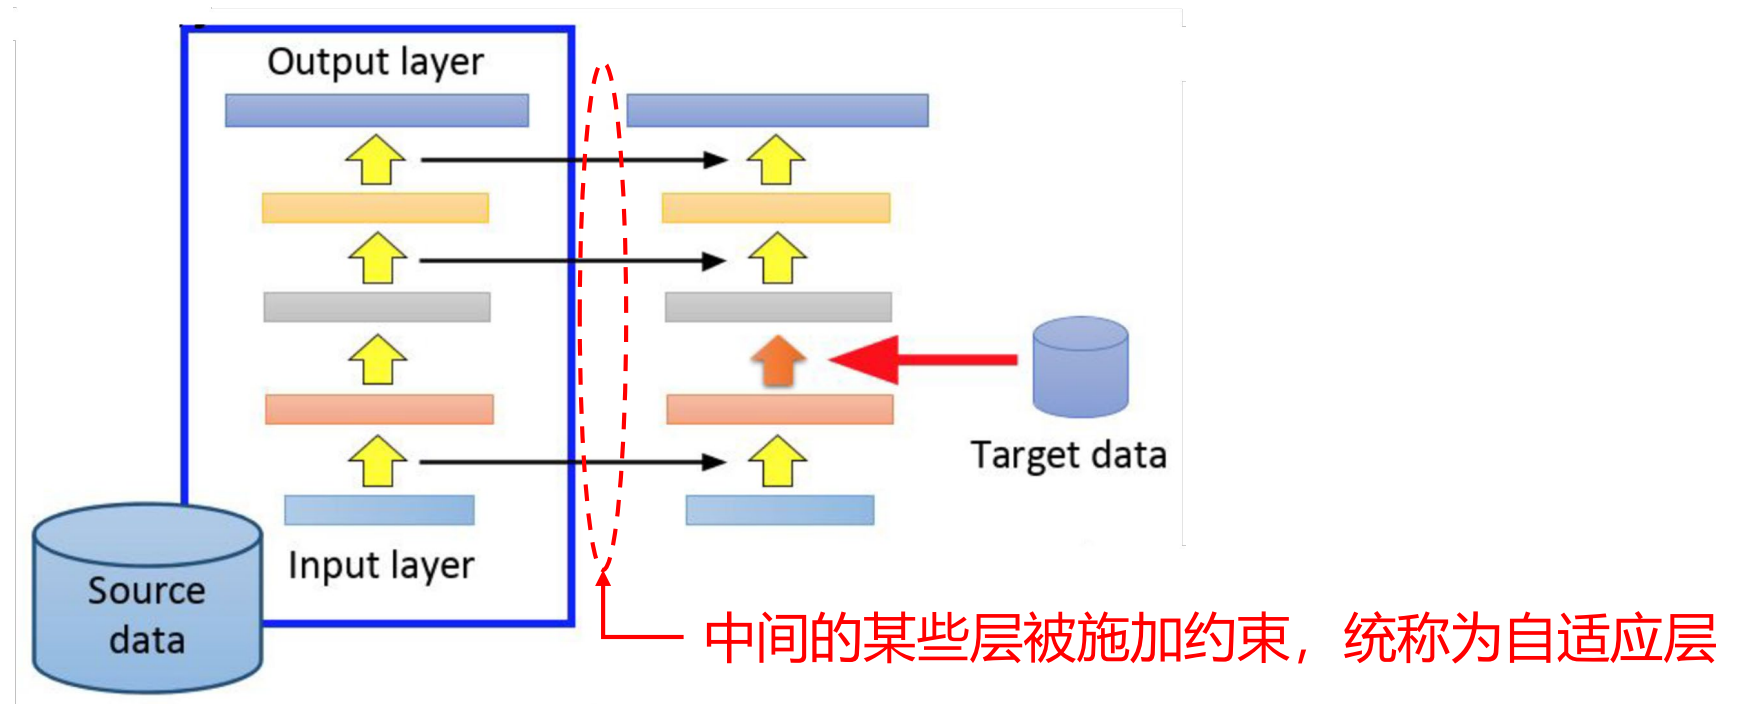 Output layer
Input layer
Source
data
Target data
中间的某些层被施加约束，统称为自适应层